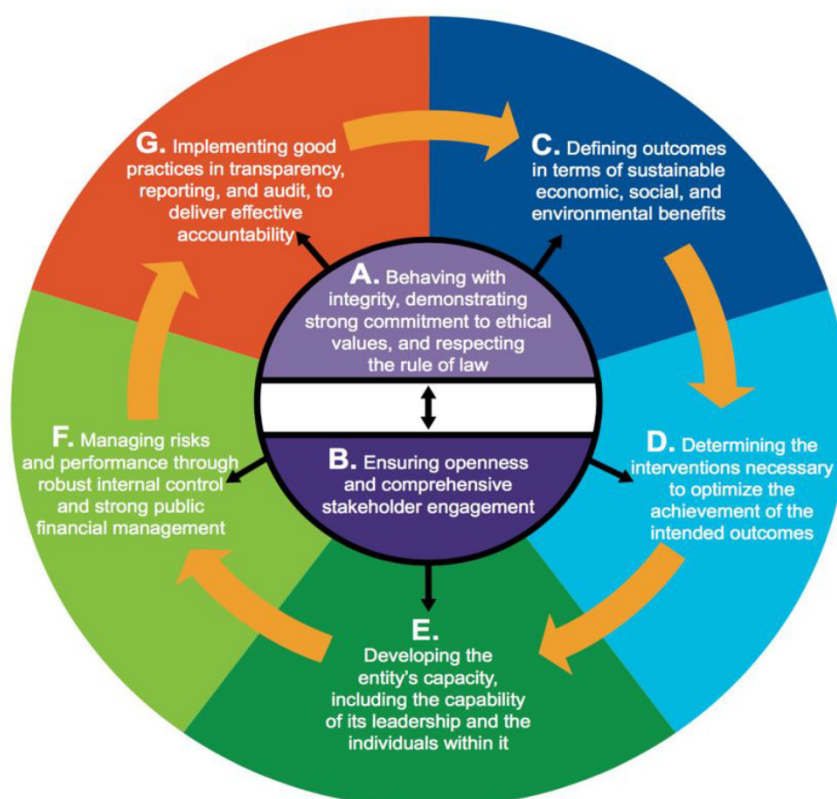 G. Implementing good
practices in transparency,
reporting, and audit, to
deliver effective
accountability
C. Defining outcomes
in terms of sustainable
economic, social, and
environmental benefits
A. Behaving with
integrity, demonstrating
strong commitment to ethical
values, and respecting
the rule of law
B. Ensuring openness
and comprehensive
stakeholder engagement
D. Determining the
interventions necessary
to optimize the
achievement of the
intended outcomes
E.
Developing the
entity's capacity,
including the capability
of its leadership and the
individuals within it
F. Managing risks
and performance through
robust internal control
and strong public
financial management